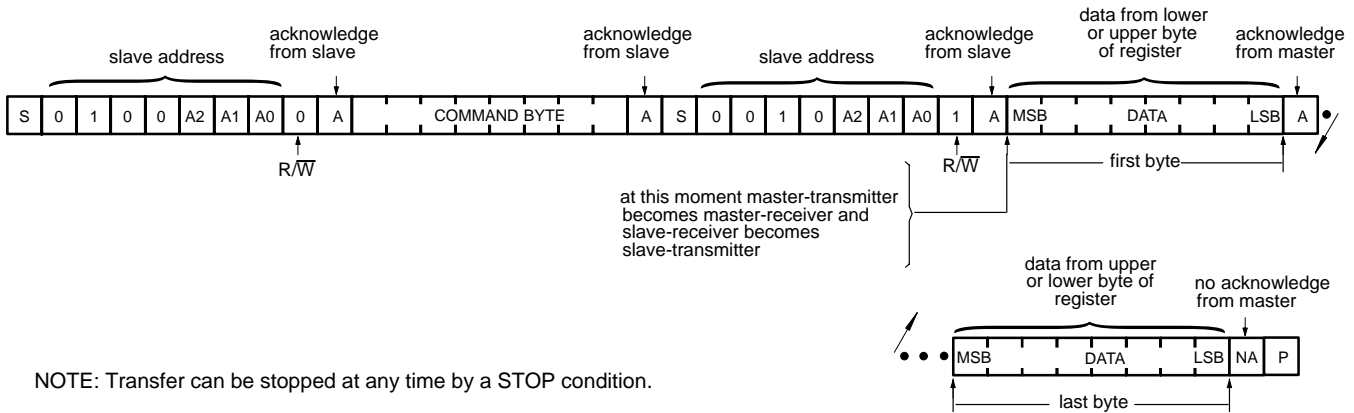 slave address
acknowledge
from slave
acknowledge
from slave
slave address
acknowledge
from slave
data from lower
or upper byte
of register
acknowledge
from master
S 0 1 0 0 A2 A1 A0 0 A COMMAND BYTE A S 0 0 1 0 A2 A1 A0 1 A MSB DATA LSB A
R/W̅
R/W̅
first byte
at this moment master-transmitter
becomes master-receiver and
slave-receiver becomes
slave-transmitter
data from upper
or lower byte of
register
no acknowledge
from master
MSB DATA LSB NA P
last byte
NOTE: Transfer can be stopped at any time by a STOP condition.